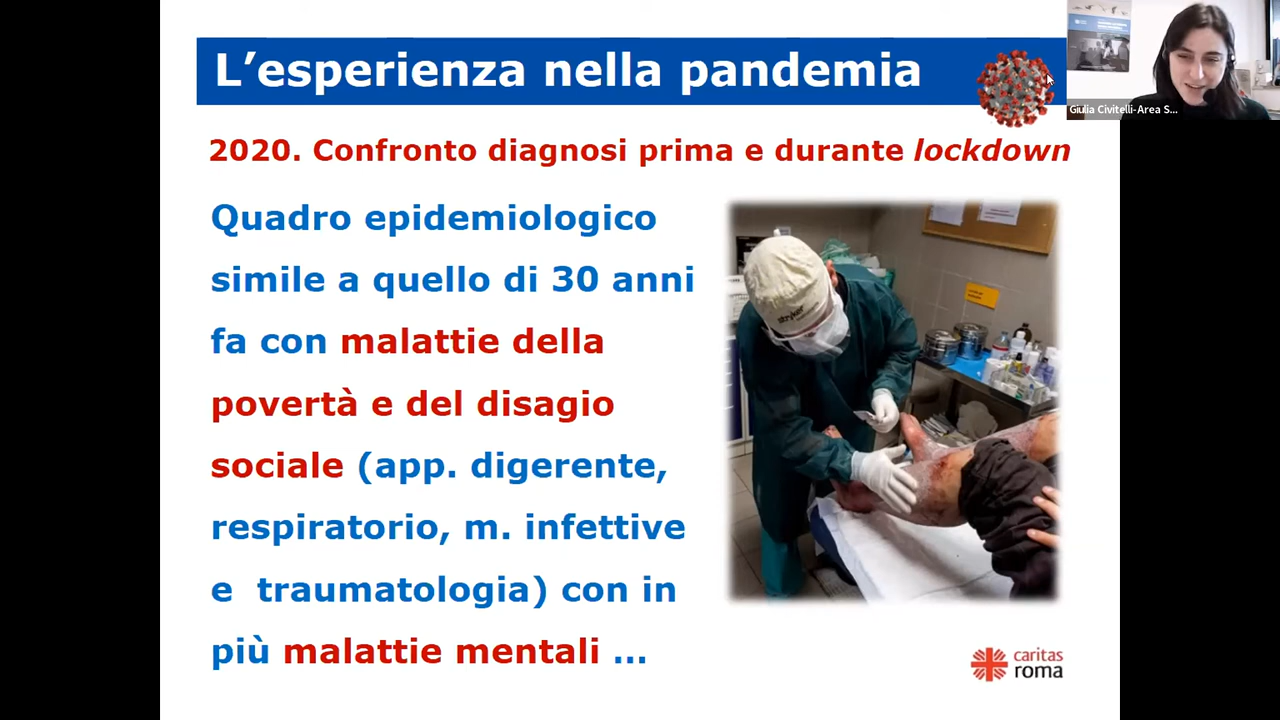 L'esperienza nella pandemia
Giulia Civitelli-Area S...
2020. Confronto diagnosi prima e durante lockdown
Quadro epidemiologico
simile a quello di 30 anni
fa con malattie della
povertà e del disagio
sociale (app. digerente,
respiratorio, m. infettive
e traumatologia) con in
più malattie mentali ...
stryker
caritas
roma